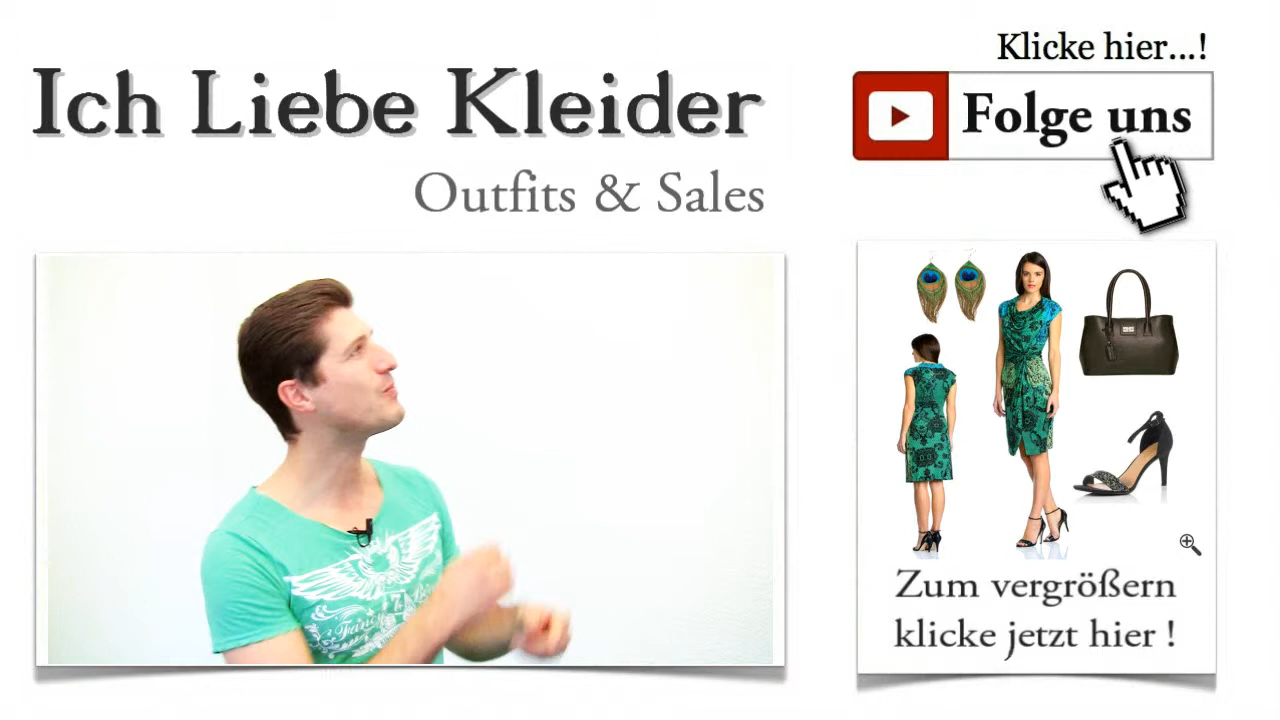 Ich Liebe Kleider
Outfits & Sales
Klicke hier...!
Folge uns
Zum vergrößern
klicke jetzt hier !